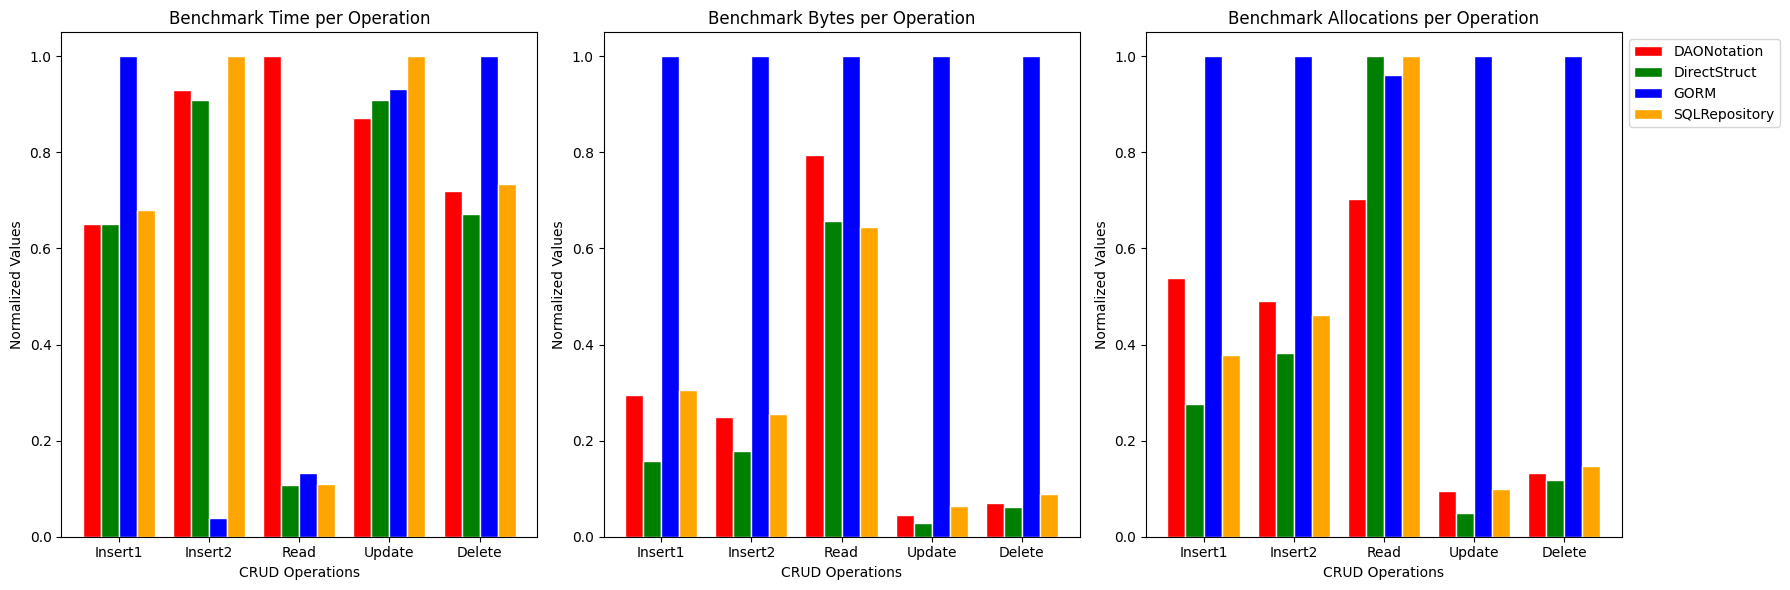 Benchmark Time per Operation
Normalized Values
1.0
0.8
0.6
0.4
0.2
0.0
Insert1 Insert2 Read Update Delete
CRUD Operations
Benchmark Bytes per Operation
Normalized Values
1.0
0.8
0.6
0.4
0.2
0.0
Insert1 Insert2 Read Update Delete
CRUD Operations
Benchmark Allocations per Operation
Normalized Values
1.0
0.8
0.6
0.4
0.2
0.0
Insert1 Insert2 Read Update Delete
CRUD Operations
DAONotation
DirectStruct
GORM
SQLRepository